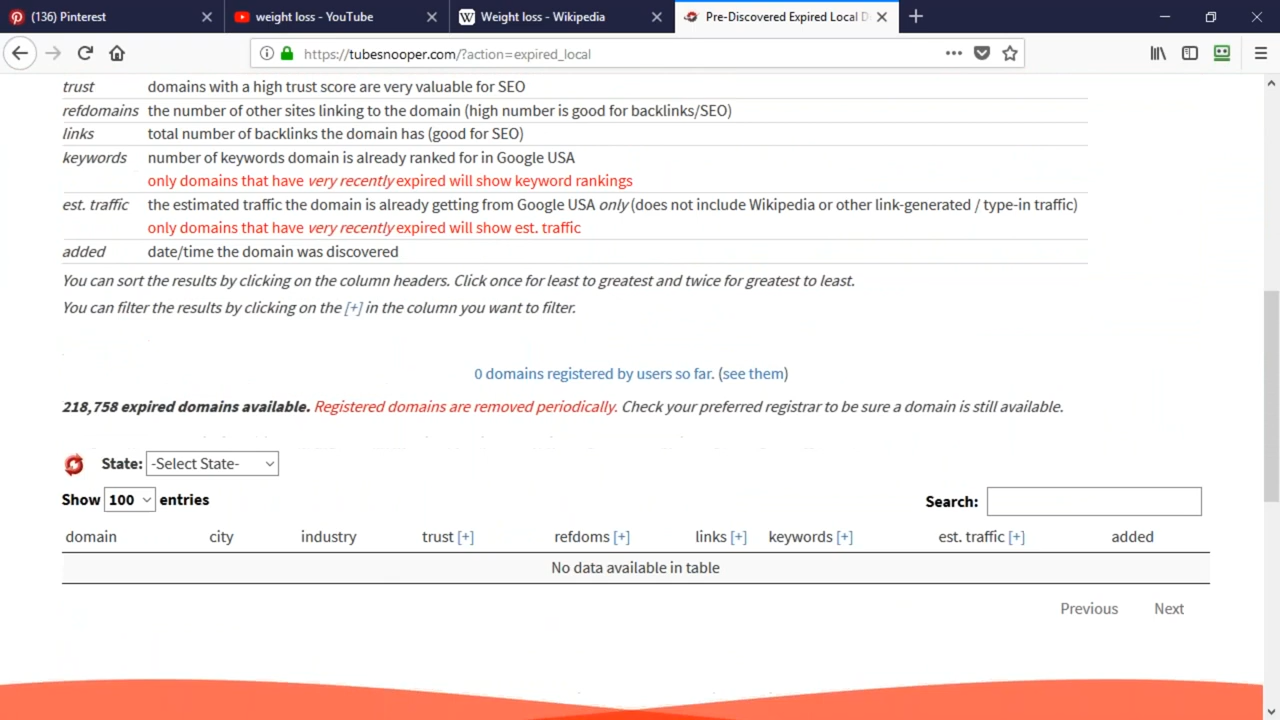 (136) Pinterest
weight loss - YouTube
Weight loss - Wikipedia
Pre-Discovered Expired Local D
https://tubesnooper.com/?action=expired_local
trust domains with a high trust score are very valuable for SEO
refdomains the number of other sites linking to the domain (high number is good for backlinks/SEO)
links total number of backlinks the domain has (good for SEO)
keywords number of keywords domain is already ranked for in Google USA
only domains that have very recently expired will show keyword rankings
est. traffic the estimated traffic the domain is already getting from Google USA only (does not include Wikipedia or other link-generated / type-in traffic)
only domains that have very recently expired will show est. traffic
added date/time the domain was discovered
You can sort the results by clicking on the column headers. Click once for least to greatest and twice for greatest to least.
You can filter the results by clicking on the [+] in the column you want to filter.
0 domains registered by users so far. (see them)
218,758 expired domains available. Registered domains are removed periodically. Check your preferred registrar to be sure a domain is still available.
State: -Select State-
Show 100 entries Search:
domain city industry trust [+] refdoms [+] links [+] keywords [+] est. traffic [+] added
No data available in table
Previous Next